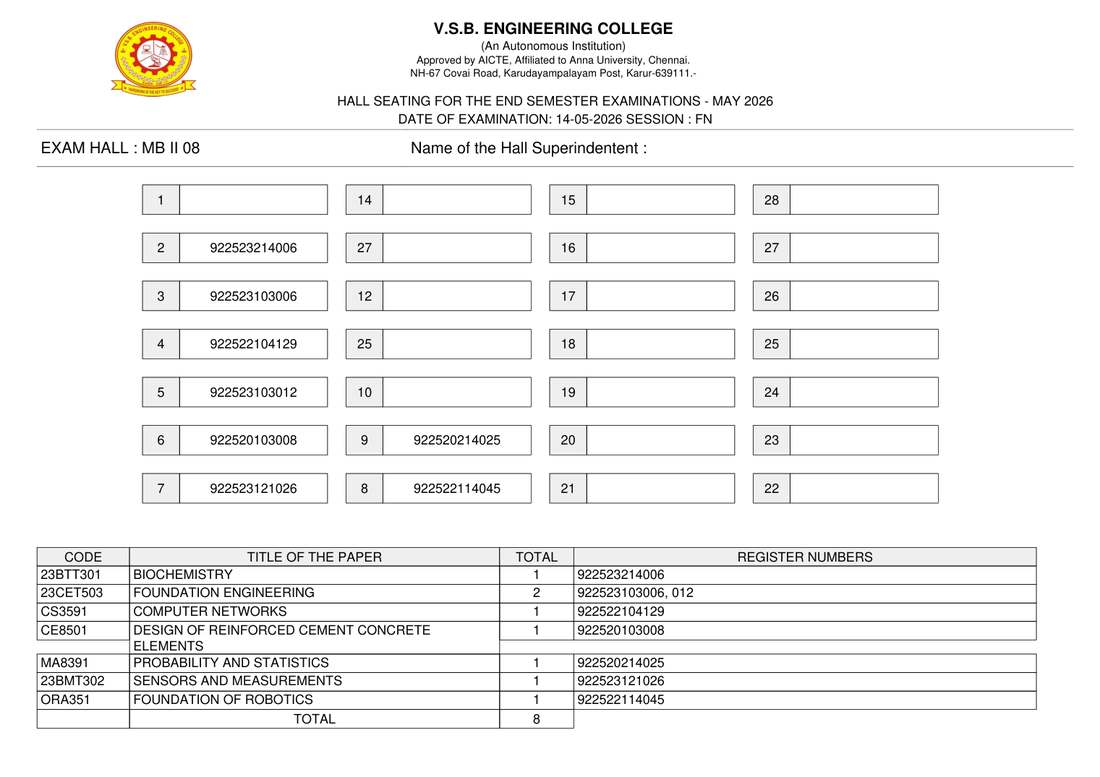 V.S.B. ENGINEERING COLLEGE
(An Autonomous Institution)
Approved by AICTE, Affiliated to Anna University, Chennai.
NH-67 Covai Road, Karudayampalayam Post, Karur-639111.-
HALL SEATING FOR THE END SEMESTER EXAMINATIONS - MAY 2026
DATE OF EXAMINATION: 14-05-2026 SESSION : FN
EXAM HALL : MB II 08 Name of the Hall Superindentent :
1 14 15 28
2 922523214006 27 16 27
3 922523103006 12 17 26
4 922522104129 25 18 25
5 922523103012 10 19 24
6 922520103008 9 922520214025 20 23
7 922523121026 8 922522114045 21 22
CODE TITLE OF THE PAPER TOTAL REGISTER NUMBERS
23BTT301 BIOCHEMISTRY 1 922523214006
23CET503 FOUNDATION ENGINEERING 2 922523103006, 012
CS3591 COMPUTER NETWORKS 1 922522104129
CE8501 DESIGN OF REINFORCED CEMENT CONCRETE 1 922520103008
ELEMENTS
MA8391 PROBABILITY AND STATISTICS 1 922520214025
23BMT302 SENSORS AND MEASUREMENTS 1 922523121026
ORA351 FOUNDATION OF ROBOTICS 1 922522114045
TOTAL 8